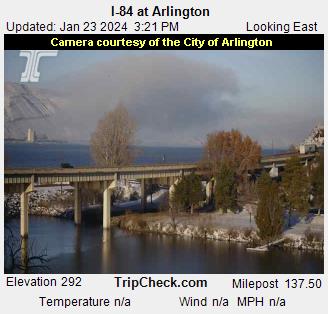 I-84 at Arlington
Updated: Jan 23 2024 3:21 PM Looking East
Camera courtesy of the City of Arlington
Elevation 292 TripCheck.com Milepost 137.50
Temperature n/a Wind n/a MPH n/a